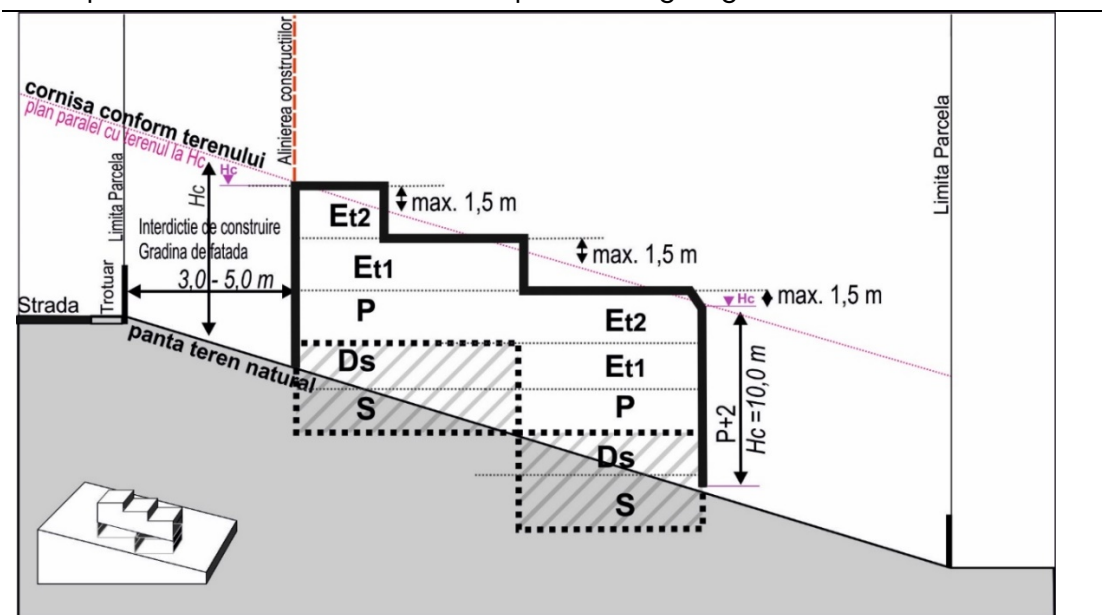 Alinierea constructiilor
cornisa conform terenului
plan paralel cu terenul la Hc
Hc
Hc
Limita Parcela
Limita Parcela
Interdictie de construire
Gradina de fatada
3,0 - 5,0 m
Strada
Trotuar
panta teren natural
Et2
max. 1,5 m
Et1
max. 1,5 m
P
Hc
max. 1,5 m
Et2
Ds
Et1
S
P
P+2
Hc =10,0 m
Ds
S